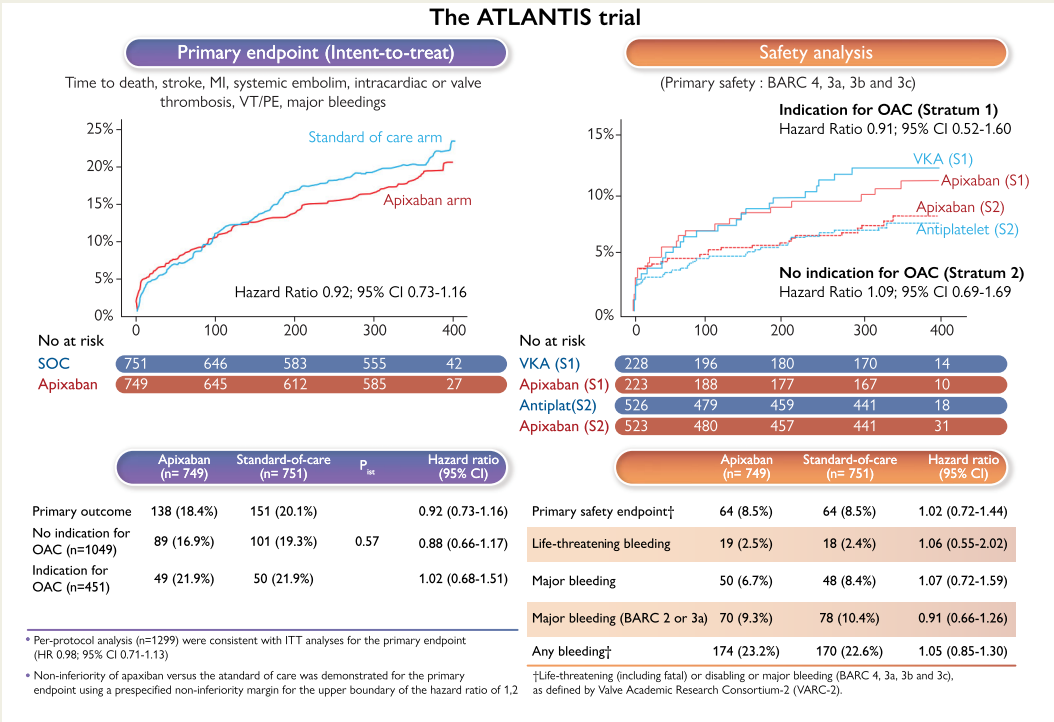 The ATLANTIS trial
Primary endpoint (Intent-to-treat)
Time to death, stroke, MI, systemic embolim, intracardiac or valve
thrombosis, VT/PE, major bleedings
25%
20%
15%
10%
5%
0%
Standard of care arm
Apixaban arm
Hazard Ratio 0.92; 95% CI 0.73-1.16
0 100 200 300 400
No at risk
SOC 751 646 583 555 42
Apixaban 749 645 612 585 27
Safety analysis
(Primary safety : BARC 4, 3a, 3b and 3c)
Indication for OAC (Stratum 1)
Hazard Ratio 0.91; 95% CI 0.52-1.60
15%
10%
5%
0%
VKA (S1)
Apixaban (S1)
Apixaban (S2)
Antiplatelet (S2)
No indication for OAC (Stratum 2)
Hazard Ratio 1.09; 95% CI 0.69-1.69
0 100 200 300 400
No at risk
VKA (S1) 228 196 180 170 14
Apixaban (S1) 223 188 177 167 10
Antiplat(S2) 526 479 459 441 18
Apixaban (S2) 523 480 457 441 31
Apixaban Standard-of-care P ist Hazard ratio
(n= 749) (n= 751) (95% CI)
Primary outcome 138 (18.4%) 151 (20.1%) 0.92 (0.73-1.16)
No indication for
OAC (n=1049) 89 (16.9%) 101 (19.3%) 0.57 0.88 (0.66-1.17)
Indication for
OAC (n=451) 49 (21.9%) 50 (21.9%) 1.02 (0.68-1.51)
• Per-protocol analysis (n=1299) were consistent with ITT analyses for the primary endpoint
(HR 0.98; 95% CI 0.71-1.13)
• Non-inferiority of apaxiban versus the atandard of care was demonstrated for the primary
endpoint using a prespecified non-inferiority margin for the upper boundary of the hazard ratio of 1,2
Apixaban Standard-of-care Hazard ratio
(n= 749) (n= 751) (95% CI)
Primary safety endpoint† 64 (8.5%) 64 (8.5%) 1.02 (0.72-1.44)
Life-threatening bleeding 19 (2.5%) 18 (2.4%) 1.06 (0.55-2.02)
Major bleeding 50 (6.7%) 48 (8.4%) 1.07 (0.72-1.59)
Major bleeding (BARC 2 or 3a) 70 (9.3%) 78 (10.4%) 0.91 (0.66-1.26)
Any bleeding† 174 (23.2%) 170 (22.6%) 1.05 (0.85-1.30)
†Life-threatening (including fatal) or disabling or major bleeding (BARC 4, 3a, 3b and 3c),
as defined by Valve Academic Research Consortium-2 (VARC-2).